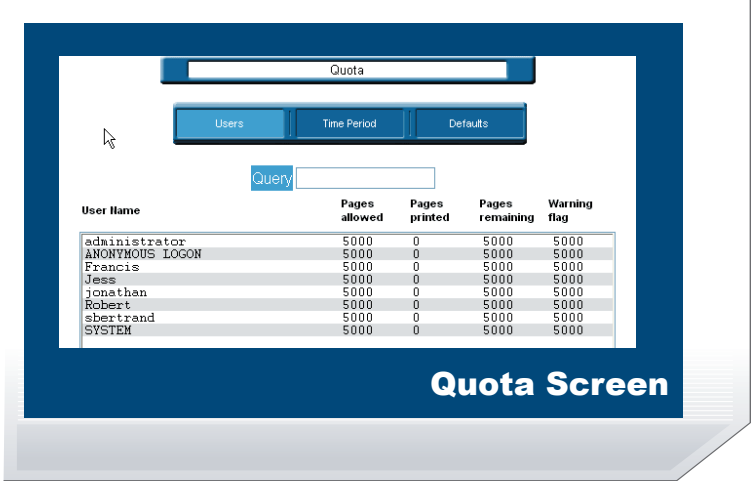 Quota
Users Time Period Defaults
Query
User Name Pages allowed Pages printed Pages remaining Warning flag
administrator 5000 0 5000 5000
ANONYMOUS LOGON 5000 0 5000 5000
Francis 5000 0 5000 5000
Jess 5000 0 5000 5000
jonathan 5000 0 5000 5000
Robert 5000 0 5000 5000
sbertrand 5000 0 5000 5000
SYSTEM 5000 0 5000 5000
Quota Screen